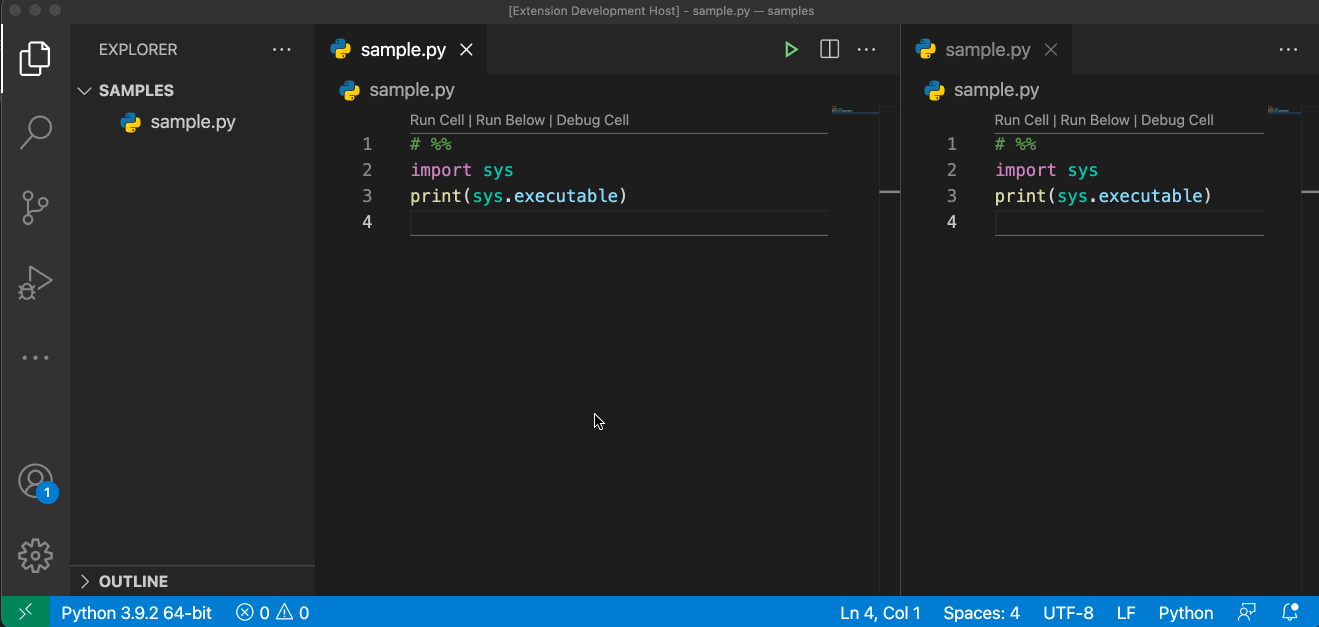 [Extension Development Host] - sample.py — samples
EXPLORER
SAMPLES
sample.py
OUTLINE
sample.py
sample.py
Run Cell | Run Below | Debug Cell
1 # %%
2 import sys
3 print(sys.executable)
4
sample.py
sample.py
Run Cell | Run Below | Debug Cell
1 # %%
2 import sys
3 print(sys.executable)
4
1
Python 3.9.2 64-bit 0 0 Ln 4, Col 1 Spaces: 4 UTF-8 LF Python